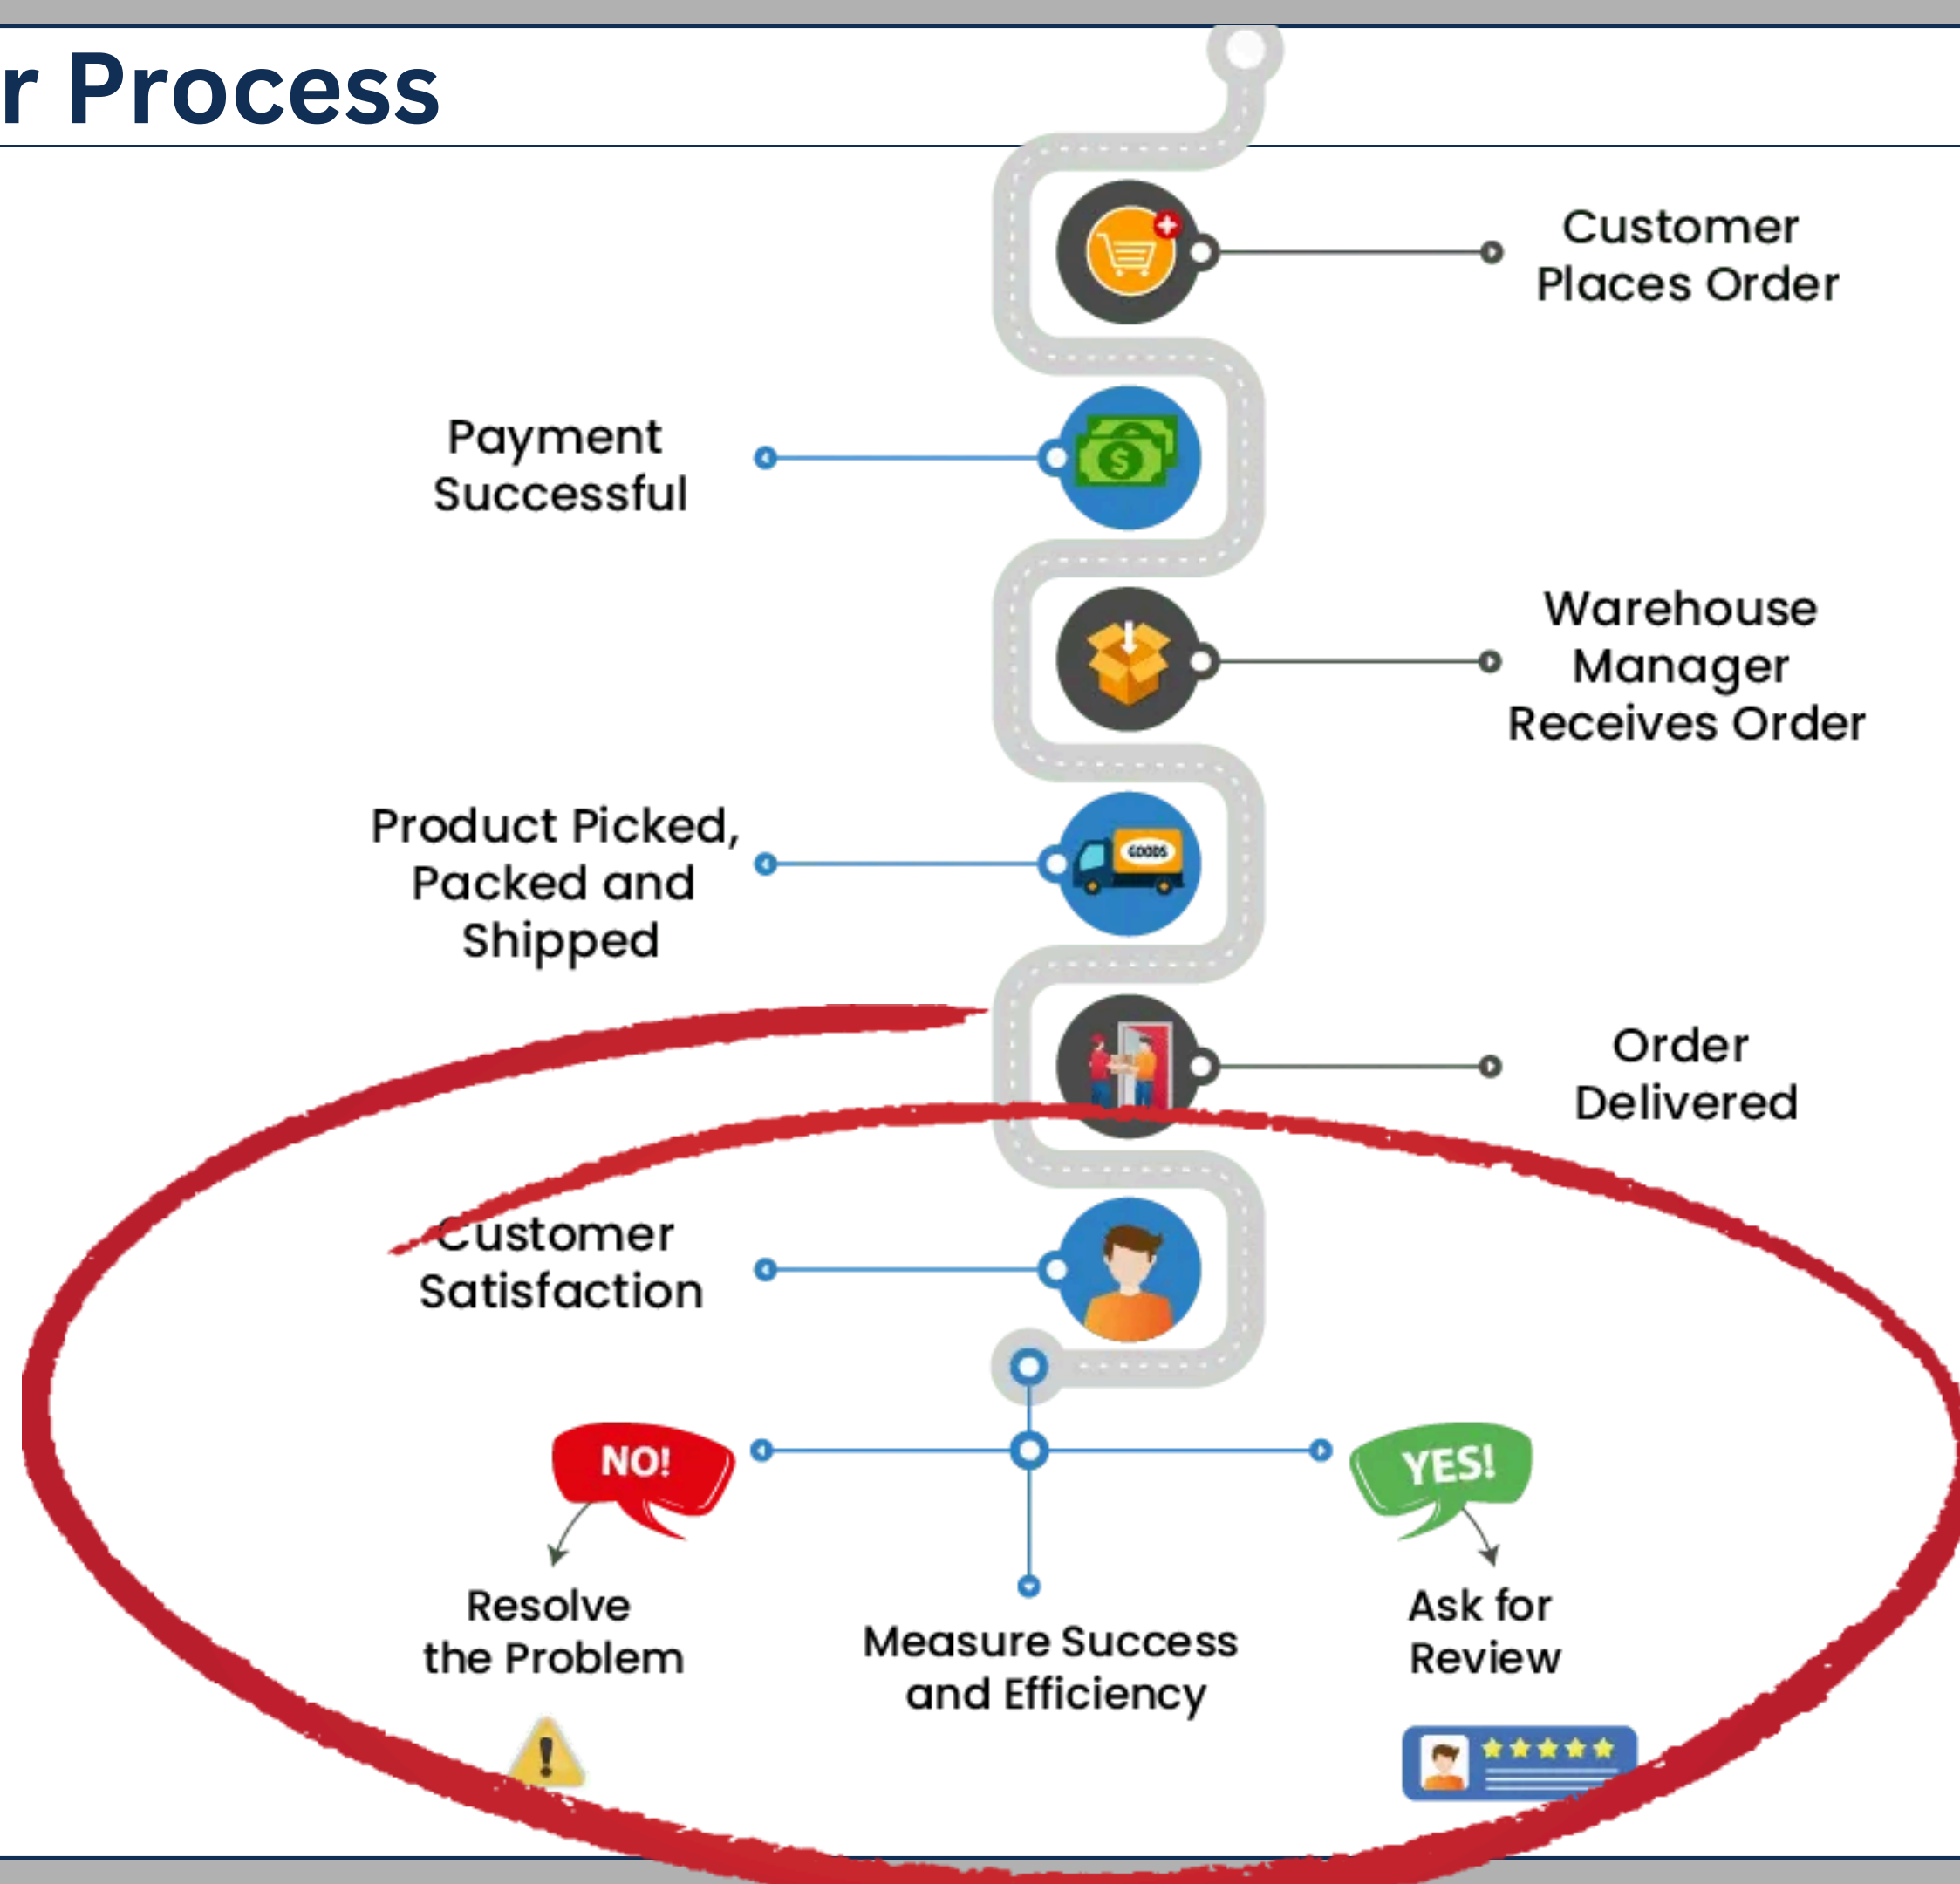 r Process
Customer
Places Order
Payment
Successful
Warehouse
Manager
Receives Order
Product Picked,
Packed and
Shipped
GOODS
Order
Delivered
Customer
Satisfaction
NO!
YES!
Resolve
the Problem
Measure Success
and Efficiency
Ask for
Review